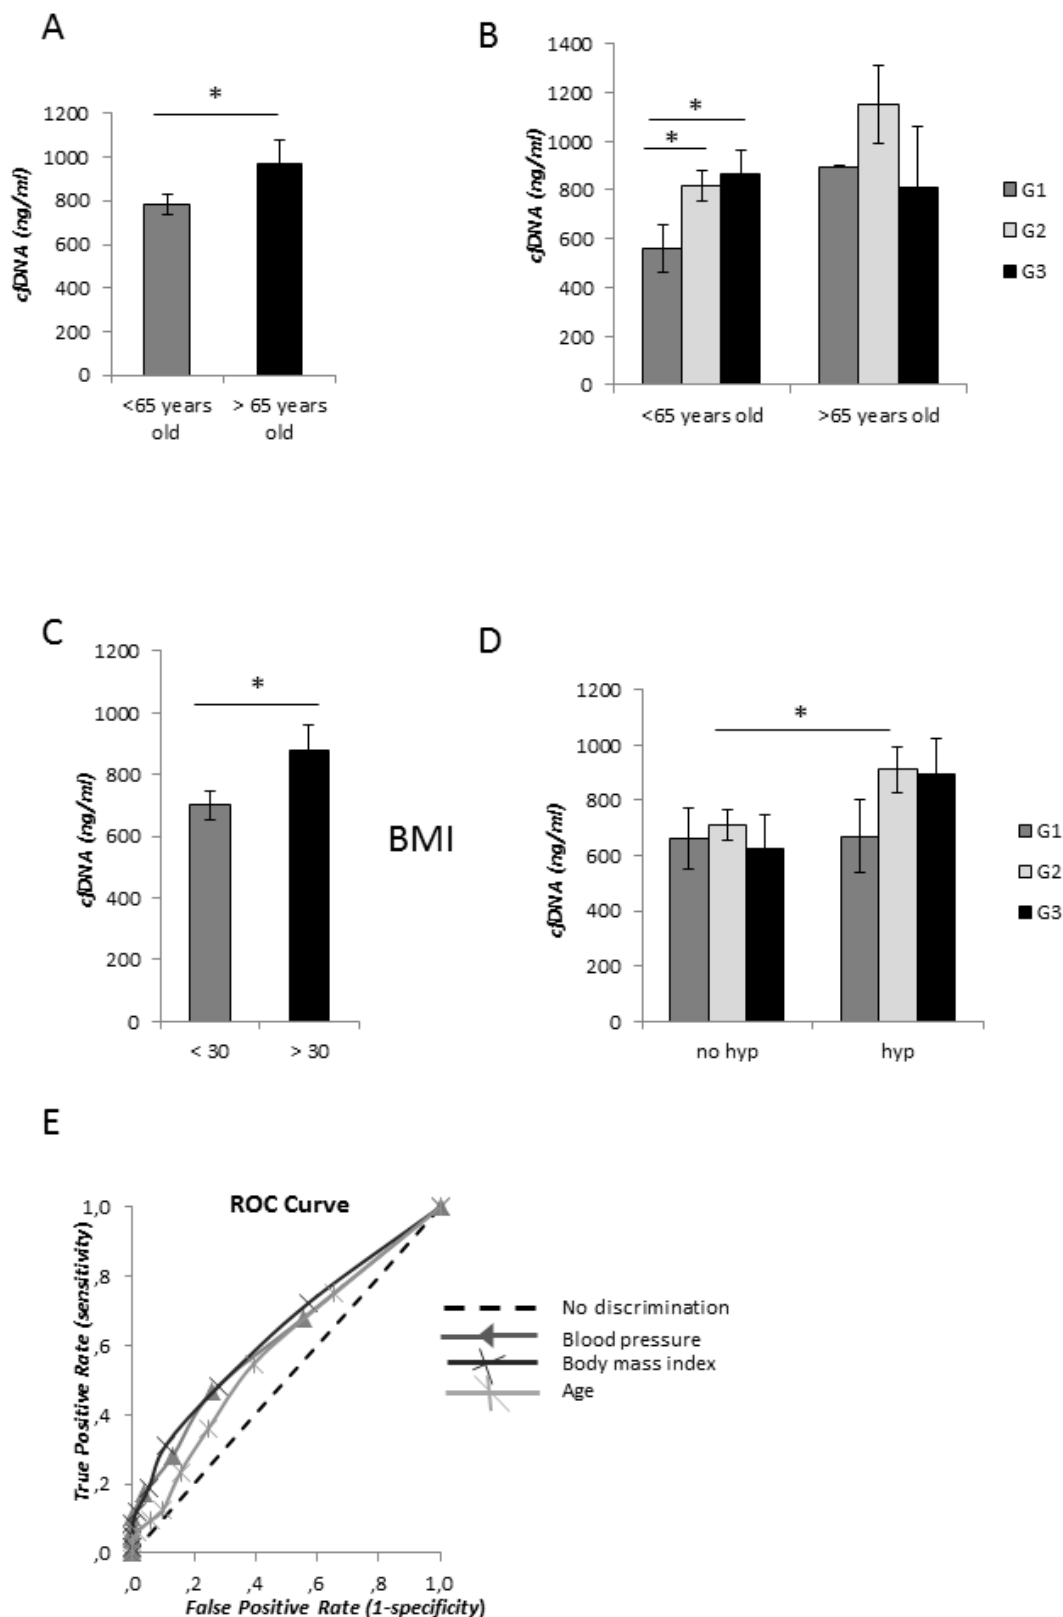 A
*
1200
1000
800
600
400
200
0
cfDNA (ng/ml)
<65 years old
> 65 years old
B
1400
1200
1000
800
600
400
200
0
cfDNA (ng/ml)
*
*
<65 years old
>65 years old
G1
G2
G3
C
1200
1000
800
600
400
200
0
cfDNA (ng/ml)
*
< 30
> 30
BMI
D
1200
1000
800
600
400
200
0
cfDNA (ng/ml)
*
no hyp
hyp
G1
G2
G3
E
ROC Curve
1,0
,8
,6
,4
,2
,0
True Positive Rate (sensitivity)
,0
,2
,4
,6
,8
1,0
False Positive Rate (1-specificity)
No discrimination
Blood pressure
Body mass index
Age